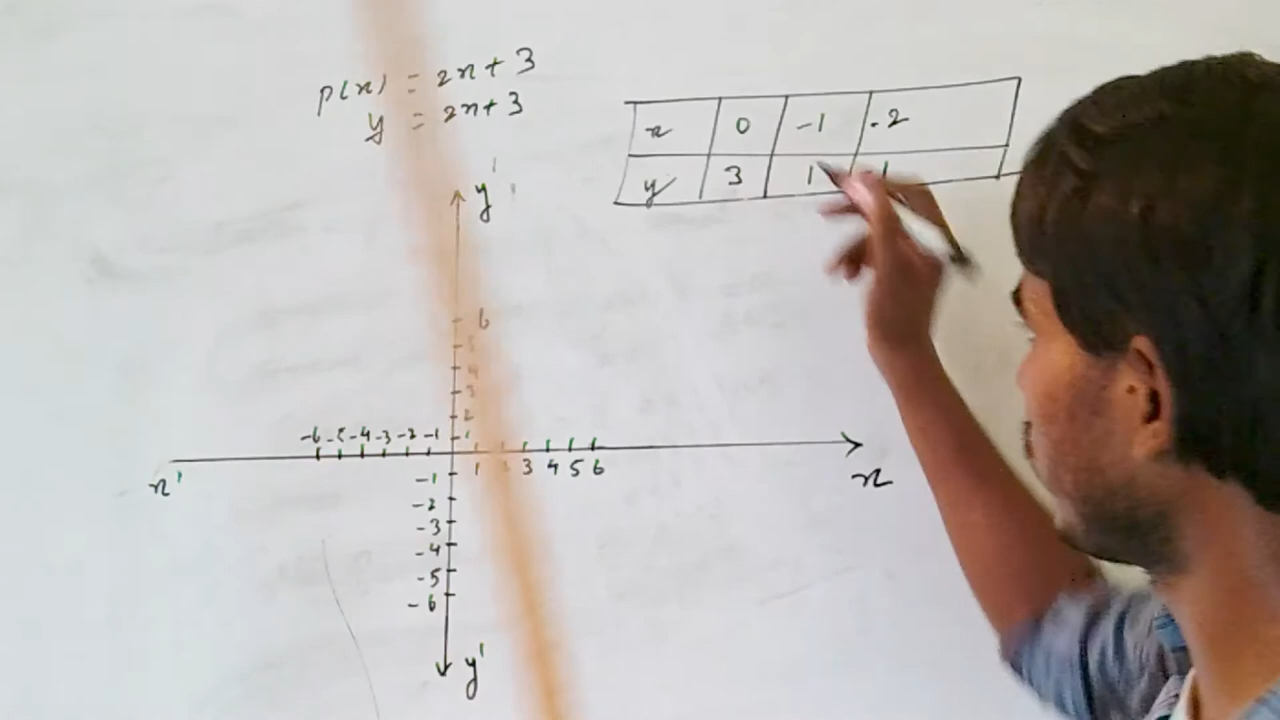 p(x) = 2x + 3
y = 2x + 3
x 0 -1 -2
y 3 1
y'
6
5
4
3
2
1
-6 -5 -4 -3 -2 -1
1 3 4 5 6
x' x
-1
-2
-3
-4
-5
-6
y'